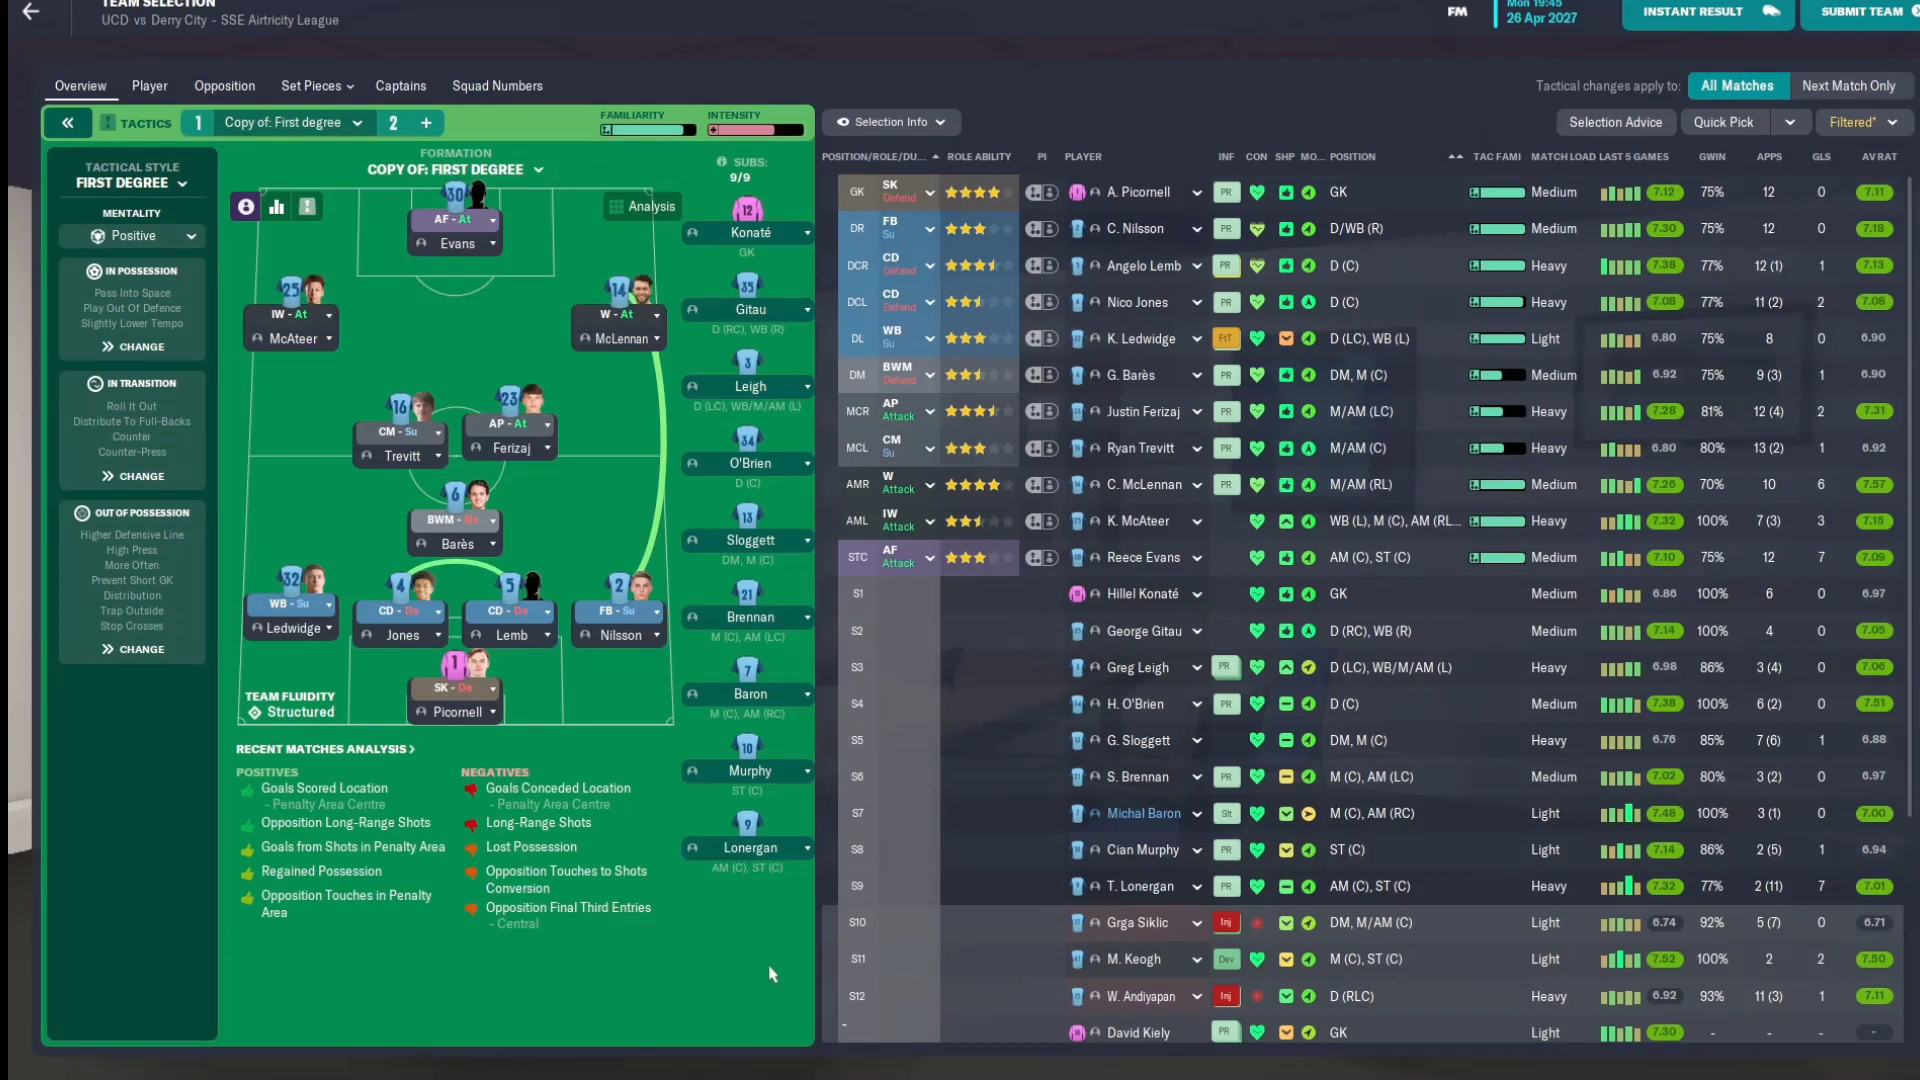 TEAM SELECTION
UCD vs Derry City - SSE Airtricity League
FM
Mon 19:45
26 Apr 2027
INSTANT RESULT
SUBMIT TEAM
Overview
Player
Opposition
Set Pieces
Captains
Squad Numbers
Tactical changes apply to:
All Matches
Next Match Only
TACTICS
1
Copy of: First degree
2
+
FAMILIARITY
INTENSITY
Selection Info
Selection Advice
Quick Pick
Filtered*
TACTICAL STYLE
FIRST DEGREE
MENTALITY
Positive
IN POSSESSION
Pass Into Space
Play Out Of Defence
Slightly Lower Tempo
CHANGE
IN TRANSITION
Roll It Out
Distribute To Full-Backs
Counter
Counter-Press
CHANGE
OUT OF POSSESSION
Higher Defensive Line
High Press
More Often
Prevent Short GK
Distribution
Trap Outside
Stop Crosses
CHANGE
FORMATION
COPY OF: FIRST DEGREE
Analysis
30
AF - At
Evans
25
IW - At
McAteer
14
W - At
McLennan
16
CM - Su
Trevitt
23
AP - At
Ferizaj
6
BWM - De
Barès
32
WB - Su
Ledwidge
4
CD - De
Jones
5
CD - De
Lemb
2
FB - Su
Nilsson
1
SK - De
Picornell
TEAM FLUIDITY
Structured
SUBS:
9/9
12
Konaté
GK
35
Gitau
D (RC), WB (R)
3
Leigh
D (LC), WB/M/AM (L)
34
O'Brien
D (C)
13
Sloggett
DM, M (C)
21
Brennan
M (C), AM (LC)
7
Baron
M (C), AM (RC)
10
Murphy
ST (C)
9
Lonergan
AM (C), ST (C)
RECENT MATCHES ANALYSIS
POSITIVES
Goals Scored Location
- Penalty Area Centre
Opposition Long-Range Shots
Goals from Shots in Penalty Area
Regained Possession
Opposition Touches in Penalty
Area
NEGATIVES
Goals Conceded Location
- Penalty Area Centre
Long-Range Shots
Lost Possession
Opposition Touches to Shots
Conversion
Opposition Final Third Entries
- Central
POSITION/ROLE/DU... ROLE ABILITY PI PLAYER INF CON SHP MO... POSITION TAC FAMI MATCH LOAD LAST 5 GAMES GWIN APPS GLS AV RAT
GK SK Defend A. Picornell PR GK Medium 7.12 75% 12 0 7.11
DR FB Su C. Nilsson PR D/WB (R) Medium 7.30 75% 12 0 7.18
DCR CD Defend Angelo Lemb PR D (C) Heavy 7.38 77% 12 (1) 1 7.13
DCL CD Defend Nico Jones PR D (C) Heavy 7.08 77% 11 (2) 2 7.08
DL WB Su K. Ledwidge FtT D (LC), WB (L) Light 6.80 75% 8 0 6.90
DM BWM Defend G. Barès PR DM, M (C) Medium 6.92 75% 9 (3) 1 6.90
MCR AP Attack Justin Ferizaj PR M/AM (LC) Heavy 7.28 81% 12 (4) 2 7.31
MCL CM Su Ryan Trevitt PR M/AM (C) Heavy 6.80 80% 13 (2) 1 6.92
AMR W Attack C. McLennan PR M/AM (RL) Medium 7.26 70% 10 6 7.57
AML IW Attack K. McAteer WB (L), M (C), AM (RL... Heavy 7.32 100% 7 (3) 3 7.15
STC AF Attack Reece Evans AM (C), ST (C) Medium 7.10 75% 12 7 7.09
S1 Hillel Konaté GK Medium 6.86 100% 6 0 6.97
S2 George Gitau D (RC), WB (R) Medium 7.14 100% 4 0 7.05
S3 Greg Leigh PR D (LC), WB/M/AM (L) Heavy 6.98 86% 3 (4) 0 7.06
S4 H. O'Brien PR D (C) Medium 7.38 100% 6 (2) 0 7.51
S5 G. Sloggett DM, M (C) Heavy 6.76 85% 7 (6) 1 6.88
S6 S. Brennan PR M (C), AM (LC) Medium 7.02 80% 3 (2) 0 6.97
S7 Michal Baron Slt M (C), AM (RC) Light 7.48 100% 3 (1) 0 7.00
S8 Cian Murphy PR ST (C) Light 7.14 86% 2 (5) 1 6.94
S9 T. Lonergan PR AM (C), ST (C) Heavy 7.32 77% 2 (11) 7 7.01
S10 Grga Siklic Inj DM, M/AM (C) Light 6.74 92% 5 (7) 0 6.71
S11 M. Keogh Dev M (C), ST (C) Light 7.52 100% 2 2 7.50
S12 W. Andiyapan Inj D (RLC) Heavy 6.92 93% 11 (3) 1 7.11
- David Kiely PR GK Light 7.30 - - - -